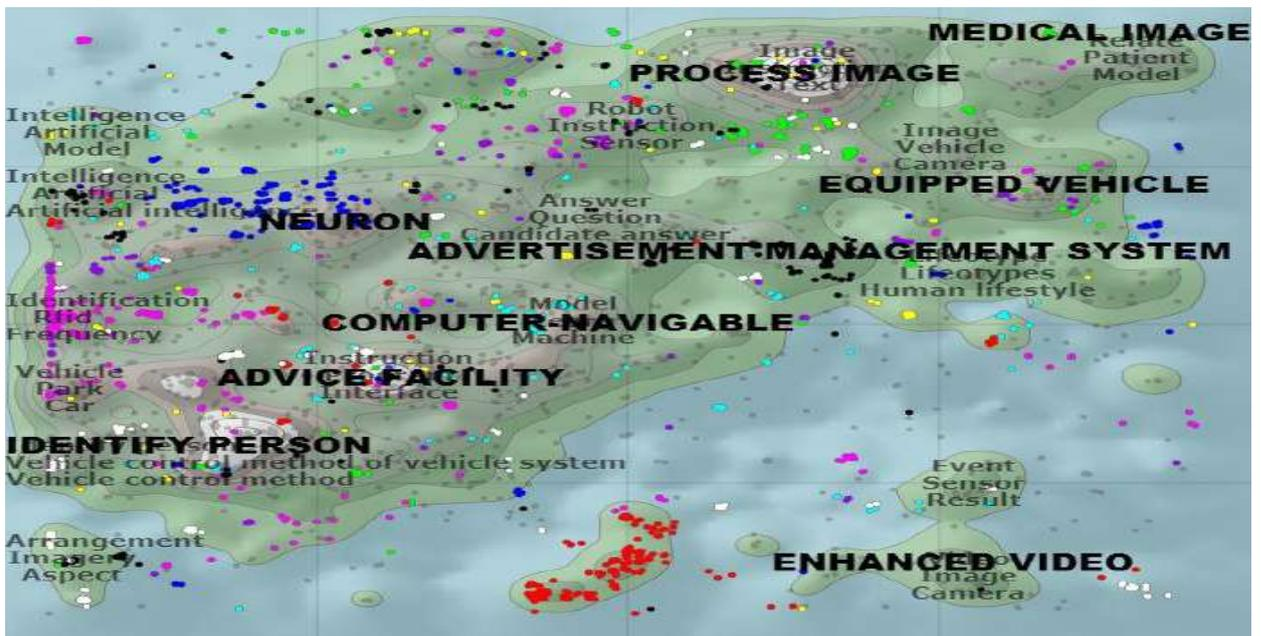 MEDICAL IMAGE
Relate
Patient
Model
Image
PROCESS IMAGE
Text
Intelligence
Artificial
Model
Robot
Instruction
Sensor
Image
Vehicle
Camera
Intelligence
Artificial
Artificial intelligence
EQUIPPED VEHICLE
NEURON
Answer
Question
Candidate answer
ADVERTISEMENT MANAGEMENT SYSTEM
Lifeotypes
Human lifestyle
Identification
Rfid
Frequency
Model
COMPUTER-NAVIGABLE
Machine
Instruction
ADVICE FACILITY
Interface
Vehicle
Park
Car
IDENTIFY PERSON
Vehicle control method of vehicle system
Vehicle control method
Event
Sensor
Result
Arrangement
Imagery
Aspect
ENHANCED VIDEO
Image
Camera